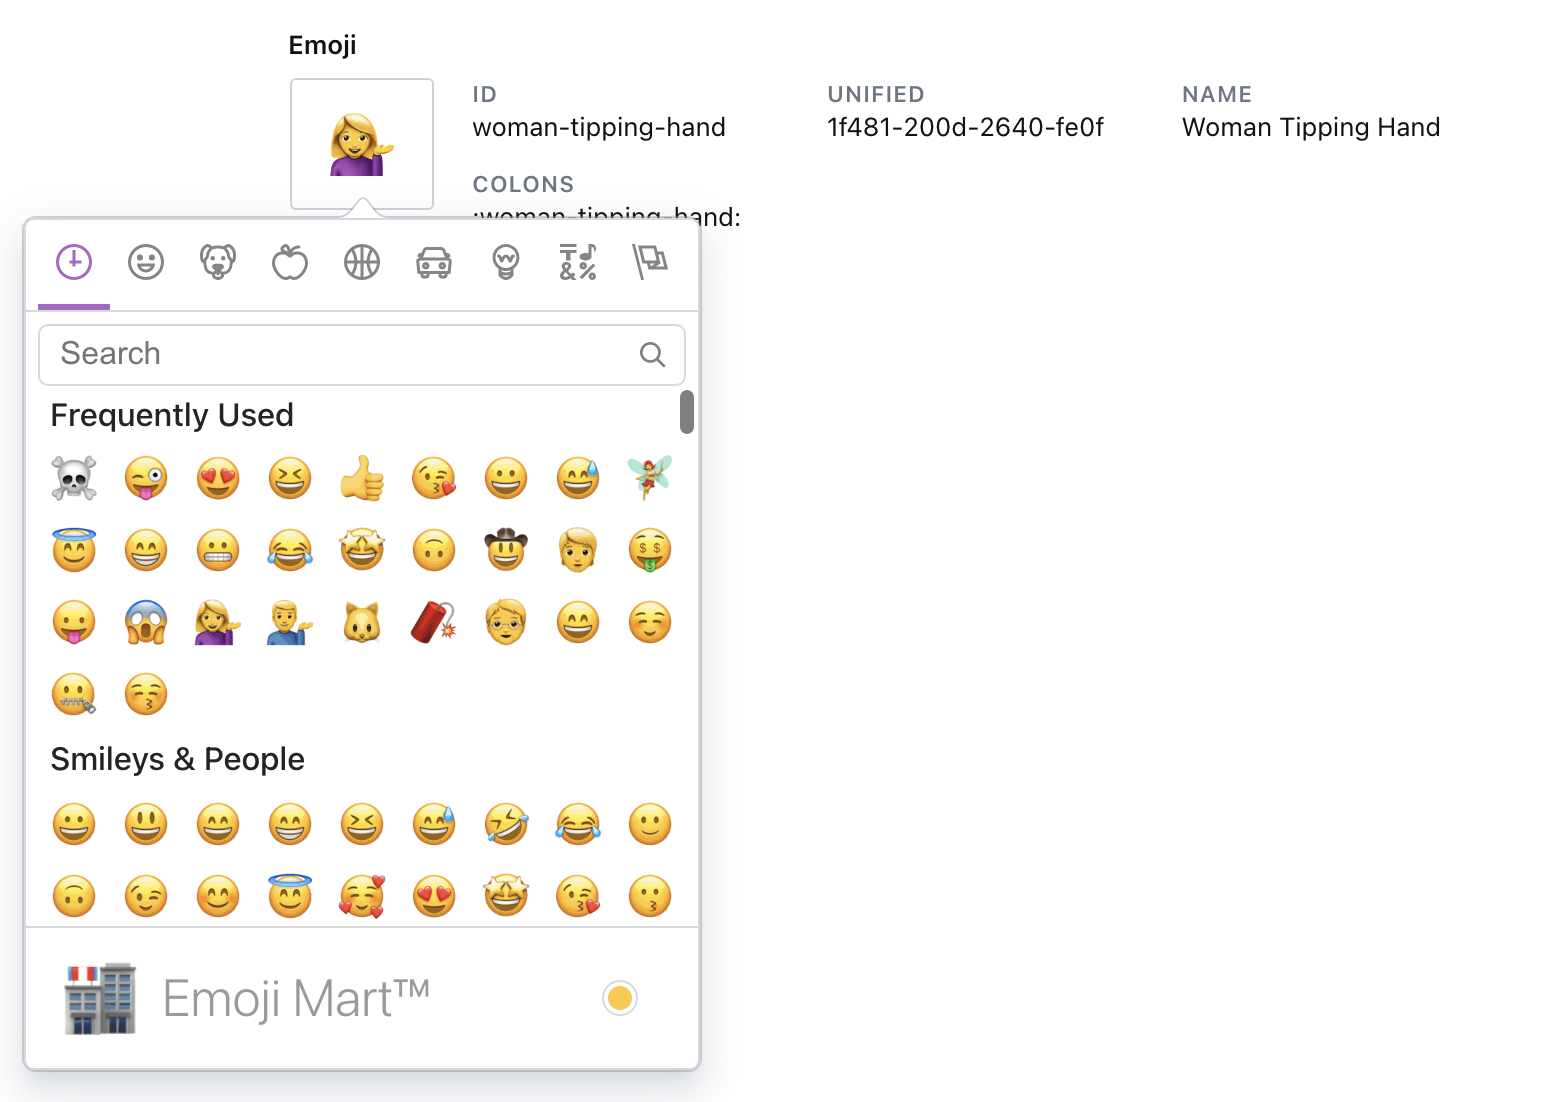 Emoji
ID
woman-tipping-hand
UNIFIED
1f481-200d-2640-fe0f
NAME
Woman Tipping Hand
COLONS
:woman-tipping-hand:
Search
Frequently Used
Smileys & People
Emoji Mart™